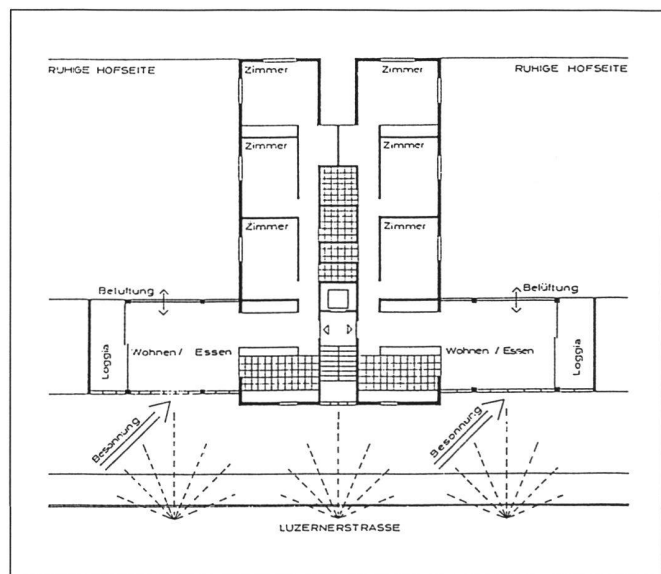 RUHIGE HOFSEITE
Zimmer
Zimmer
RUHIGE HOFSEITE
Zimmer
Zimmer
Zimmer
Zimmer
Belüftung
Belüftung
Loggia
Wohnen / Essen
Wohnen / Essen
Loggia
Besonnung
Besonnung
LUZERNERSTRASSE